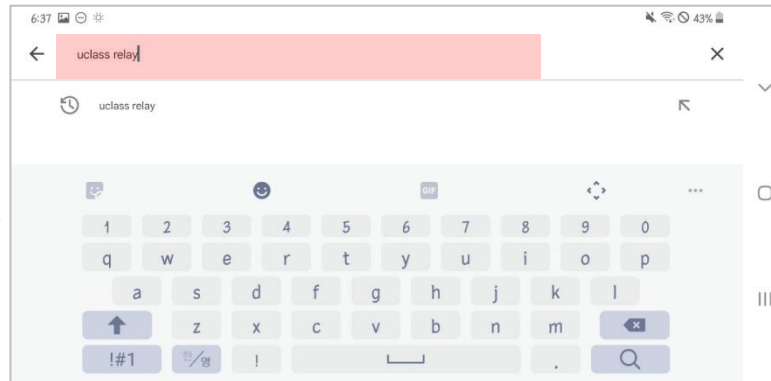 6:37 43%
uclass relay
uclass relay
GIF
1 2 3 4 5 6 7 8 9 0
q w e r t y u i o p
a s d f g h j k l
z x c v b n m
!#1 한/영 ! .